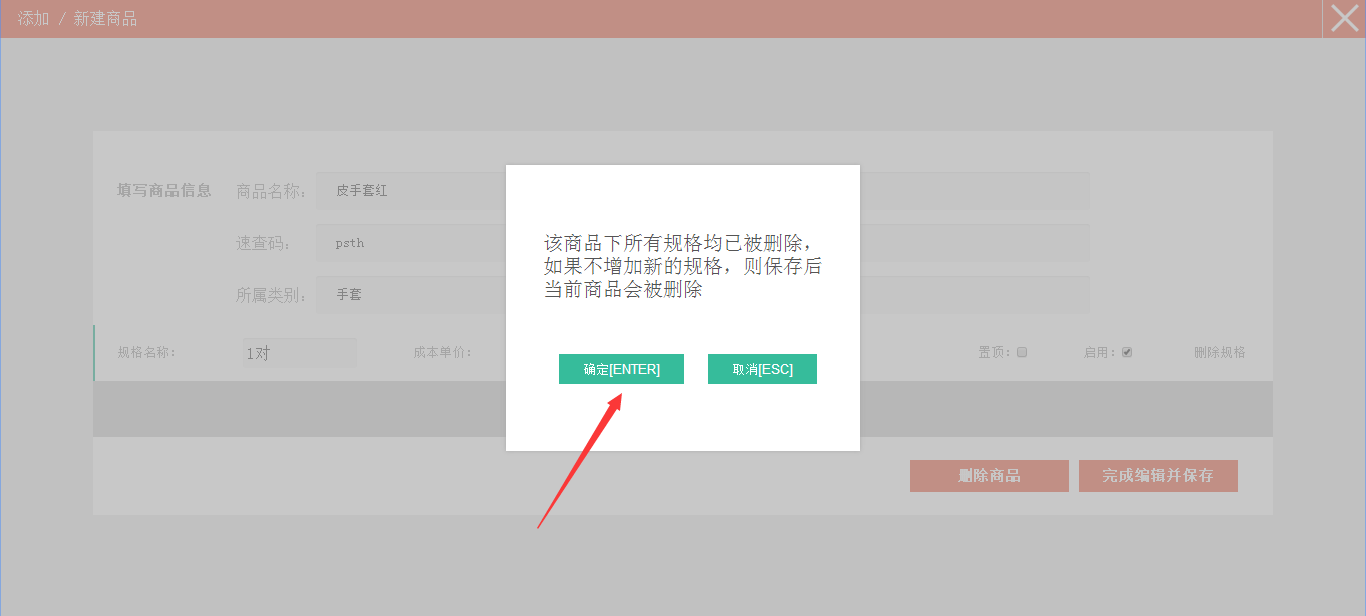 添加 / 新建商品
填写商品信息 商品名称: 皮手套红
速查码: psth
所属类别: 手套
该商品下所有规格均已被删除，
如果不增加新的规格，则保存后
当前商品会被删除
规格名称: 1对 成本单价: 置顶: 启用: 删除规格
确定[ENTER] 取消[ESC]
删除商品 完成编辑并保存